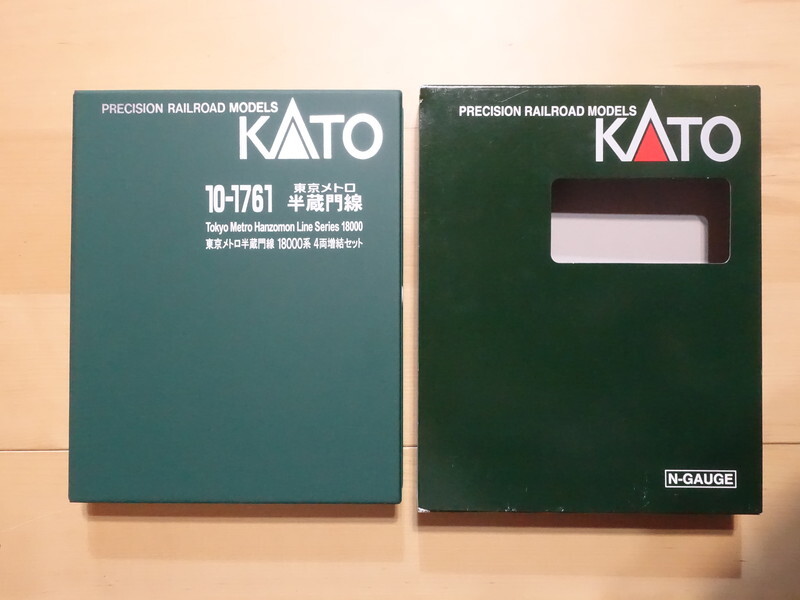 PRECISION RAILROAD MODELS
KATO
10-1761 東京メトロ
半蔵門線
Tokyo Metro Hanzomon Line Series 18000
東京メトロ半蔵門線 18000系 4両増結セット
PRECISION RAILROAD MODELS
KATO
N-GAUGE